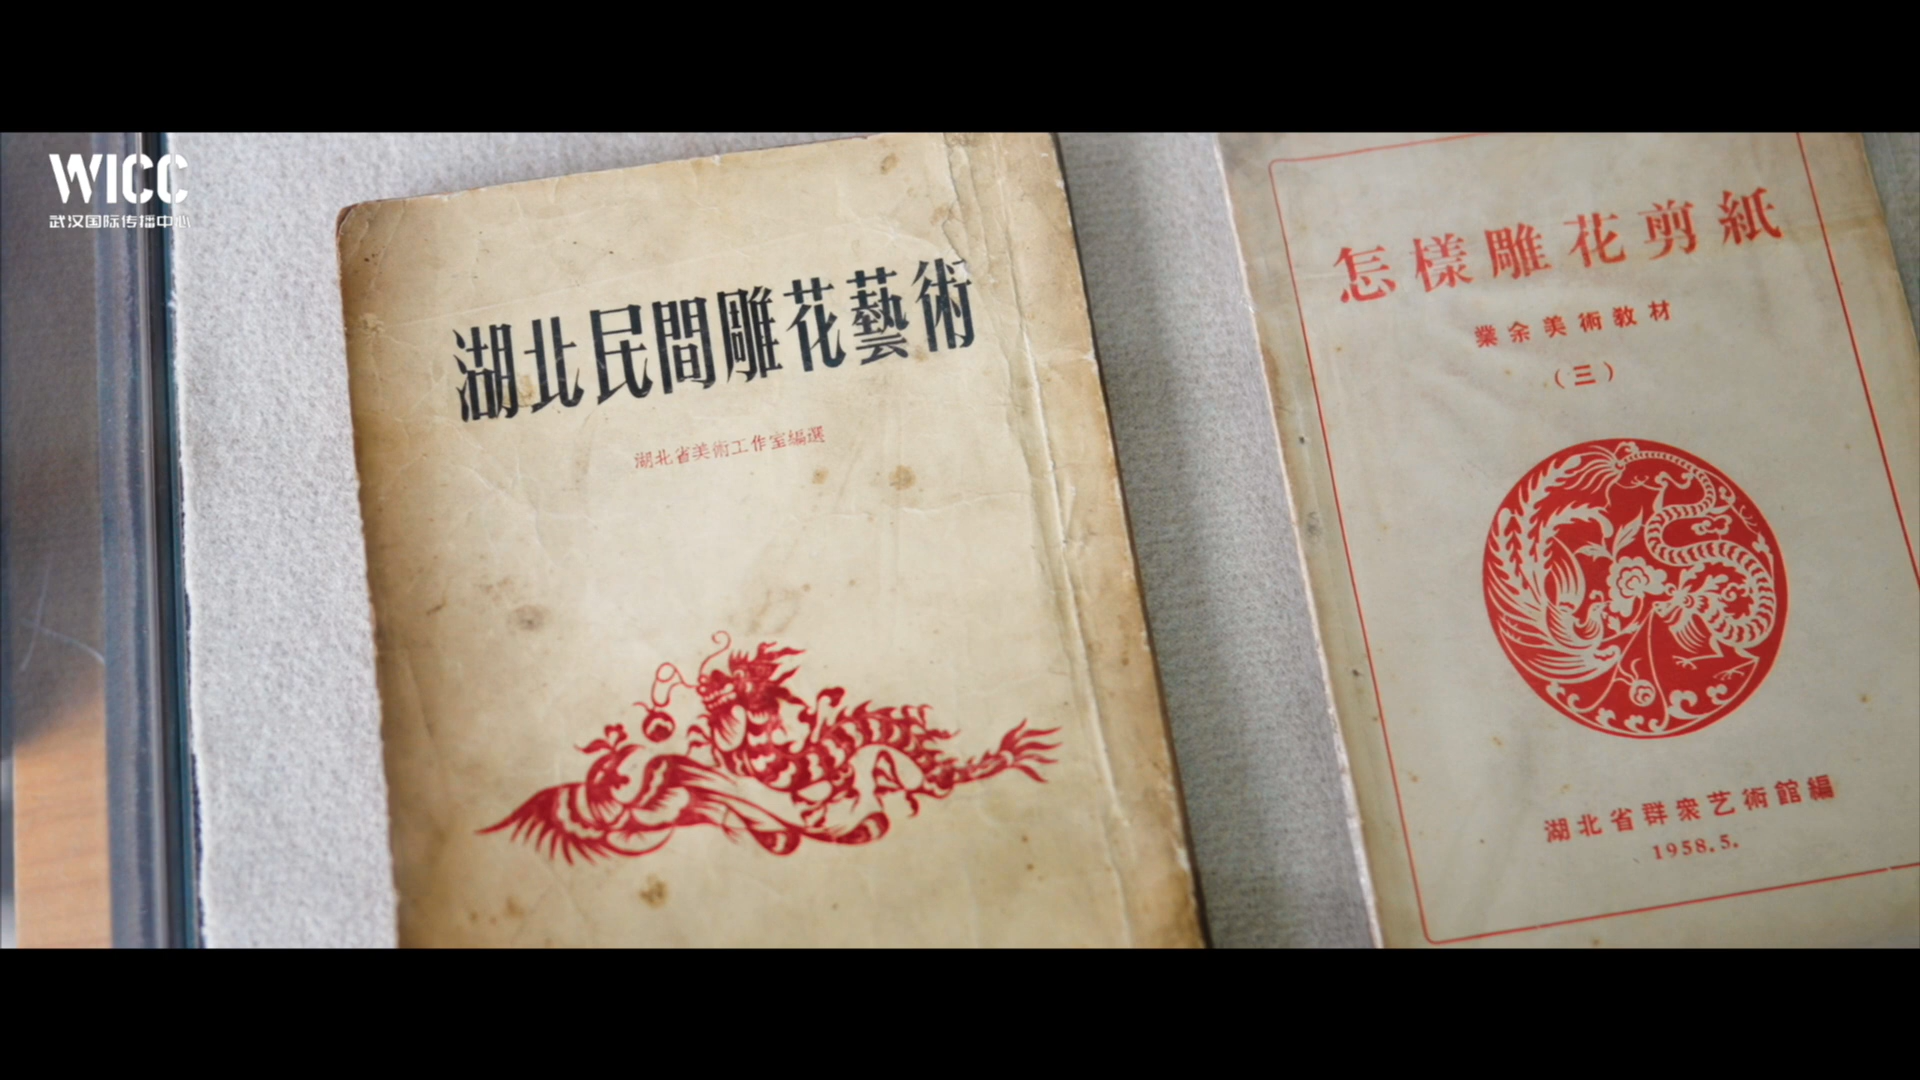 WICC
武汉国际传播中心
湖北民間雕花藝術
湖北省美術工作室編選
怎樣雕花剪紙
業余美術教材
（三）
湖北省群衆艺術館編
1958.5.